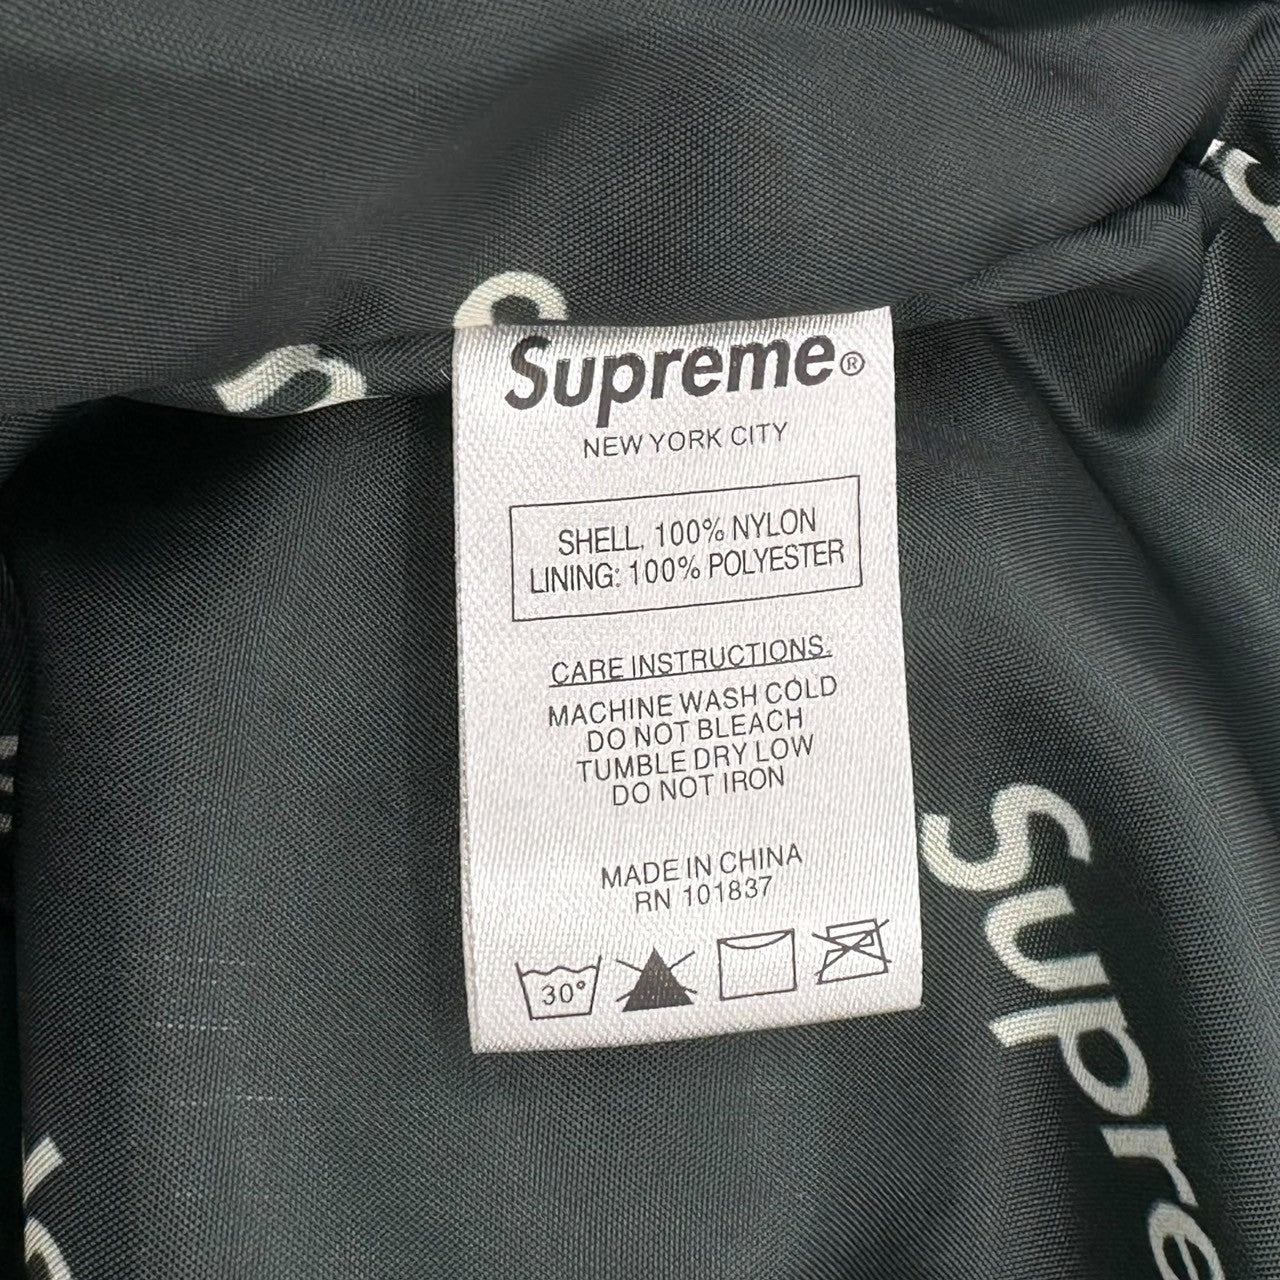 Supreme®
NEW YORK CITY
SHELL. 100% NYLON
LINING: 100% POLYESTER
CARE INSTRUCTIONS:
MACHINE WASH COLD
DO NOT BLEACH
TUMBLE DRY LOW
DO NOT IRON
MADE IN CHINA
RN 101837
30°
Supreme